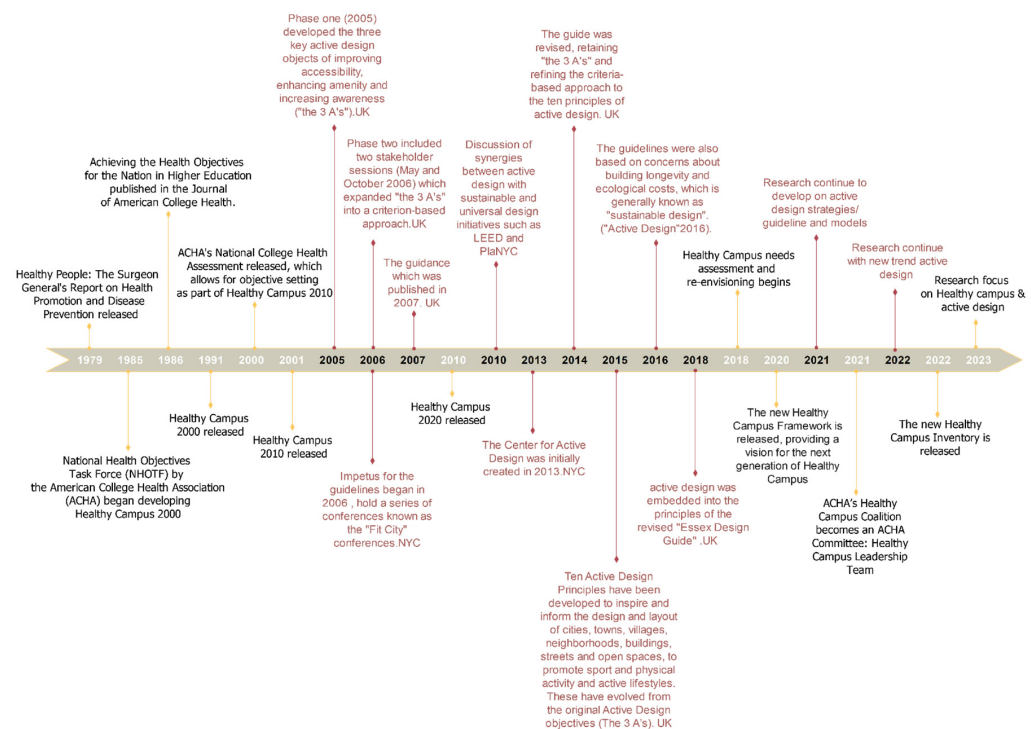 Phase one (2005)
developed the three
key active design
objects of improving
accessibility,
enhancing amenity and
increasing awareness
("the 3 A's").UK
The guide was
revised, retaining
"the 3 A's" and
refining the criteria-
based approach to
the ten principles of
active design. UK
Achieving the Health Objectives
for the Nation in Higher Education
published in the Journal
of American College Health.
Phase two included
two stakeholder
sessions (May and
October 2006) which
expanded "the 3 A's"
into a criterion-based
approach.UK
Discussion of
synergies
between active
design with
sustainable and
universal design
initiatives such as
LEED and
PlaNYC
The guidelines were also
based on concerns about
building longevity and
ecological costs, which is
generally known as
"sustainable design".
("Active Design"2016).
Research continue to
develop on active
design strategies/
guideline and models
Healthy People: The Surgeon
General's Report on Health
Promotion and Disease
Prevention released
ACHA's National College Health
Assessment released, which
allows for objective setting
as part of Healthy Campus 2010
The guidance
which was
published in
2007. UK
Healthy Campus needs
assessment and
re-envisioning begins
Research continue
with new trend active
design
Research focus
on Healthy campus &
active design
1979 1985 1986 1991 2000 2001 2005 2006 2007 2010 2010 2013 2014 2015 2016 2018 2018 2020 2021 2021 2022 2022 2023
National Health Objectives
Task Force (NHOTF) by
the American College Health Association
(ACHA) began developing
Healthy Campus 2000
Healthy Campus
2000 released
Healthy Campus
2010 released
Impetus for the
guidelines began in
2006 , hold a series of
conferences known as
the "Fit City"
conferences.NYC
Healthy Campus
2020 released
The Center for Active
Design was initially
created in 2013.NYC
Ten Active Design
Principles have been
developed to inspire and
inform the design and layout
of cities, towns, villages,
neighborhoods, buildings,
streets and open spaces, to
promote sport and physical
activity and active lifestyles.
These have evolved from
the original Active Design
objectives (The 3 A's). UK
active design was
embedded into the
principles of the
revised "Essex Design
Guide" .UK
The new Healthy
Campus Framework is
released, providing a
vision for the next
generation of Healthy
Campus
ACHA's Healthy
Campus Coalition
becomes an ACHA
Committee: Healthy
Campus Leadership
Team
The new Healthy
Campus Inventory is
released